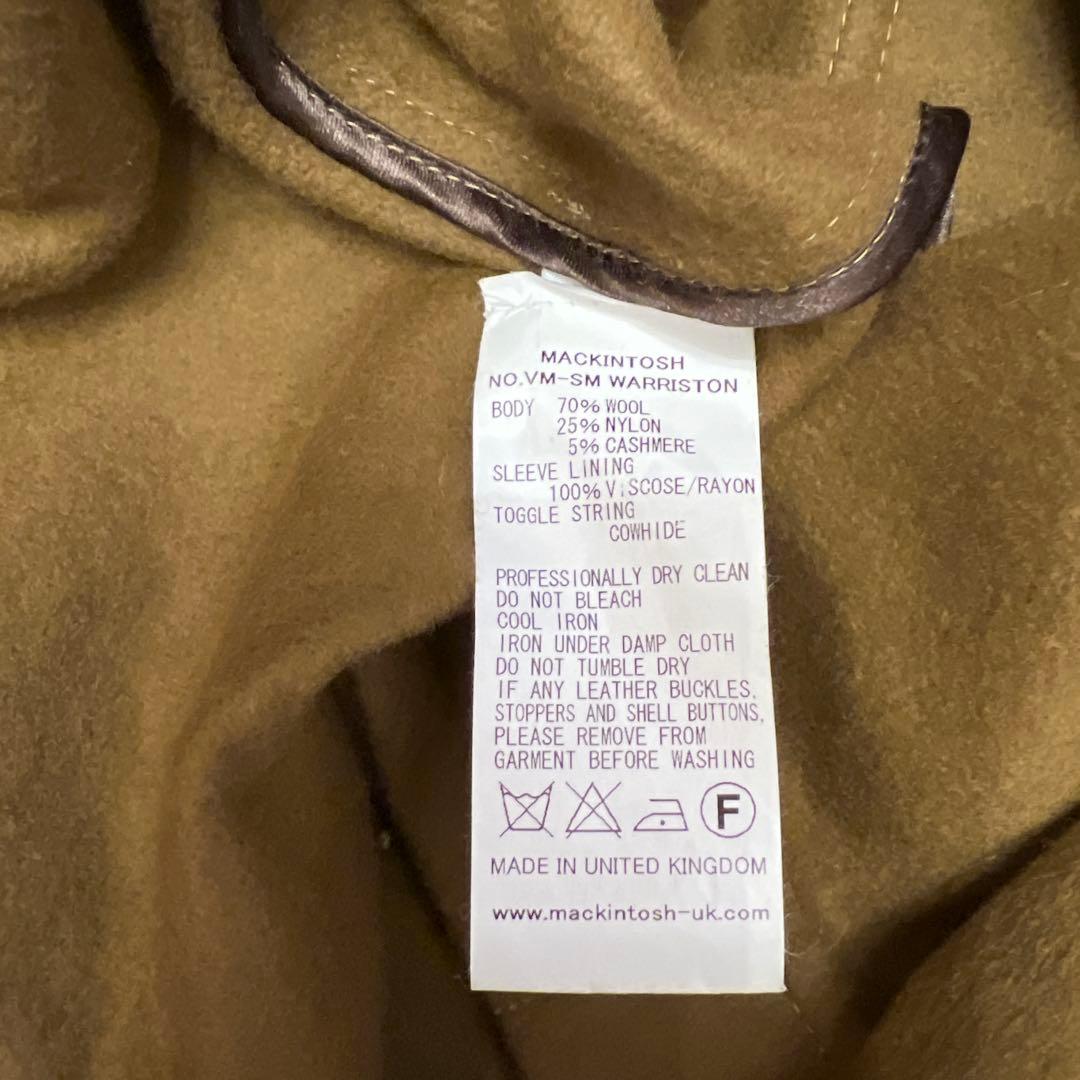 MACKINTOSH
NO.VM-SM WARRISTON
BODY 70% WOOL
25% NYLON
5% CASHMERE
SLEEVE LINING
100% VISCOSE/RAYON
TOGGLE STRING
COWHIDE
PROFESSIONALLY DRY CLEAN
DO NOT BLEACH
COOL IRON
IRON UNDER DAMP CLOTH
DO NOT TUMBLE DRY
IF ANY LEATHER BUCKLES,
STOPPERS AND SHELL BUTTONS,
PLEASE REMOVE FROM
GARMENT BEFORE WASHING
F
MADE IN UNITED KINGDOM
www.mackintosh-uk.com